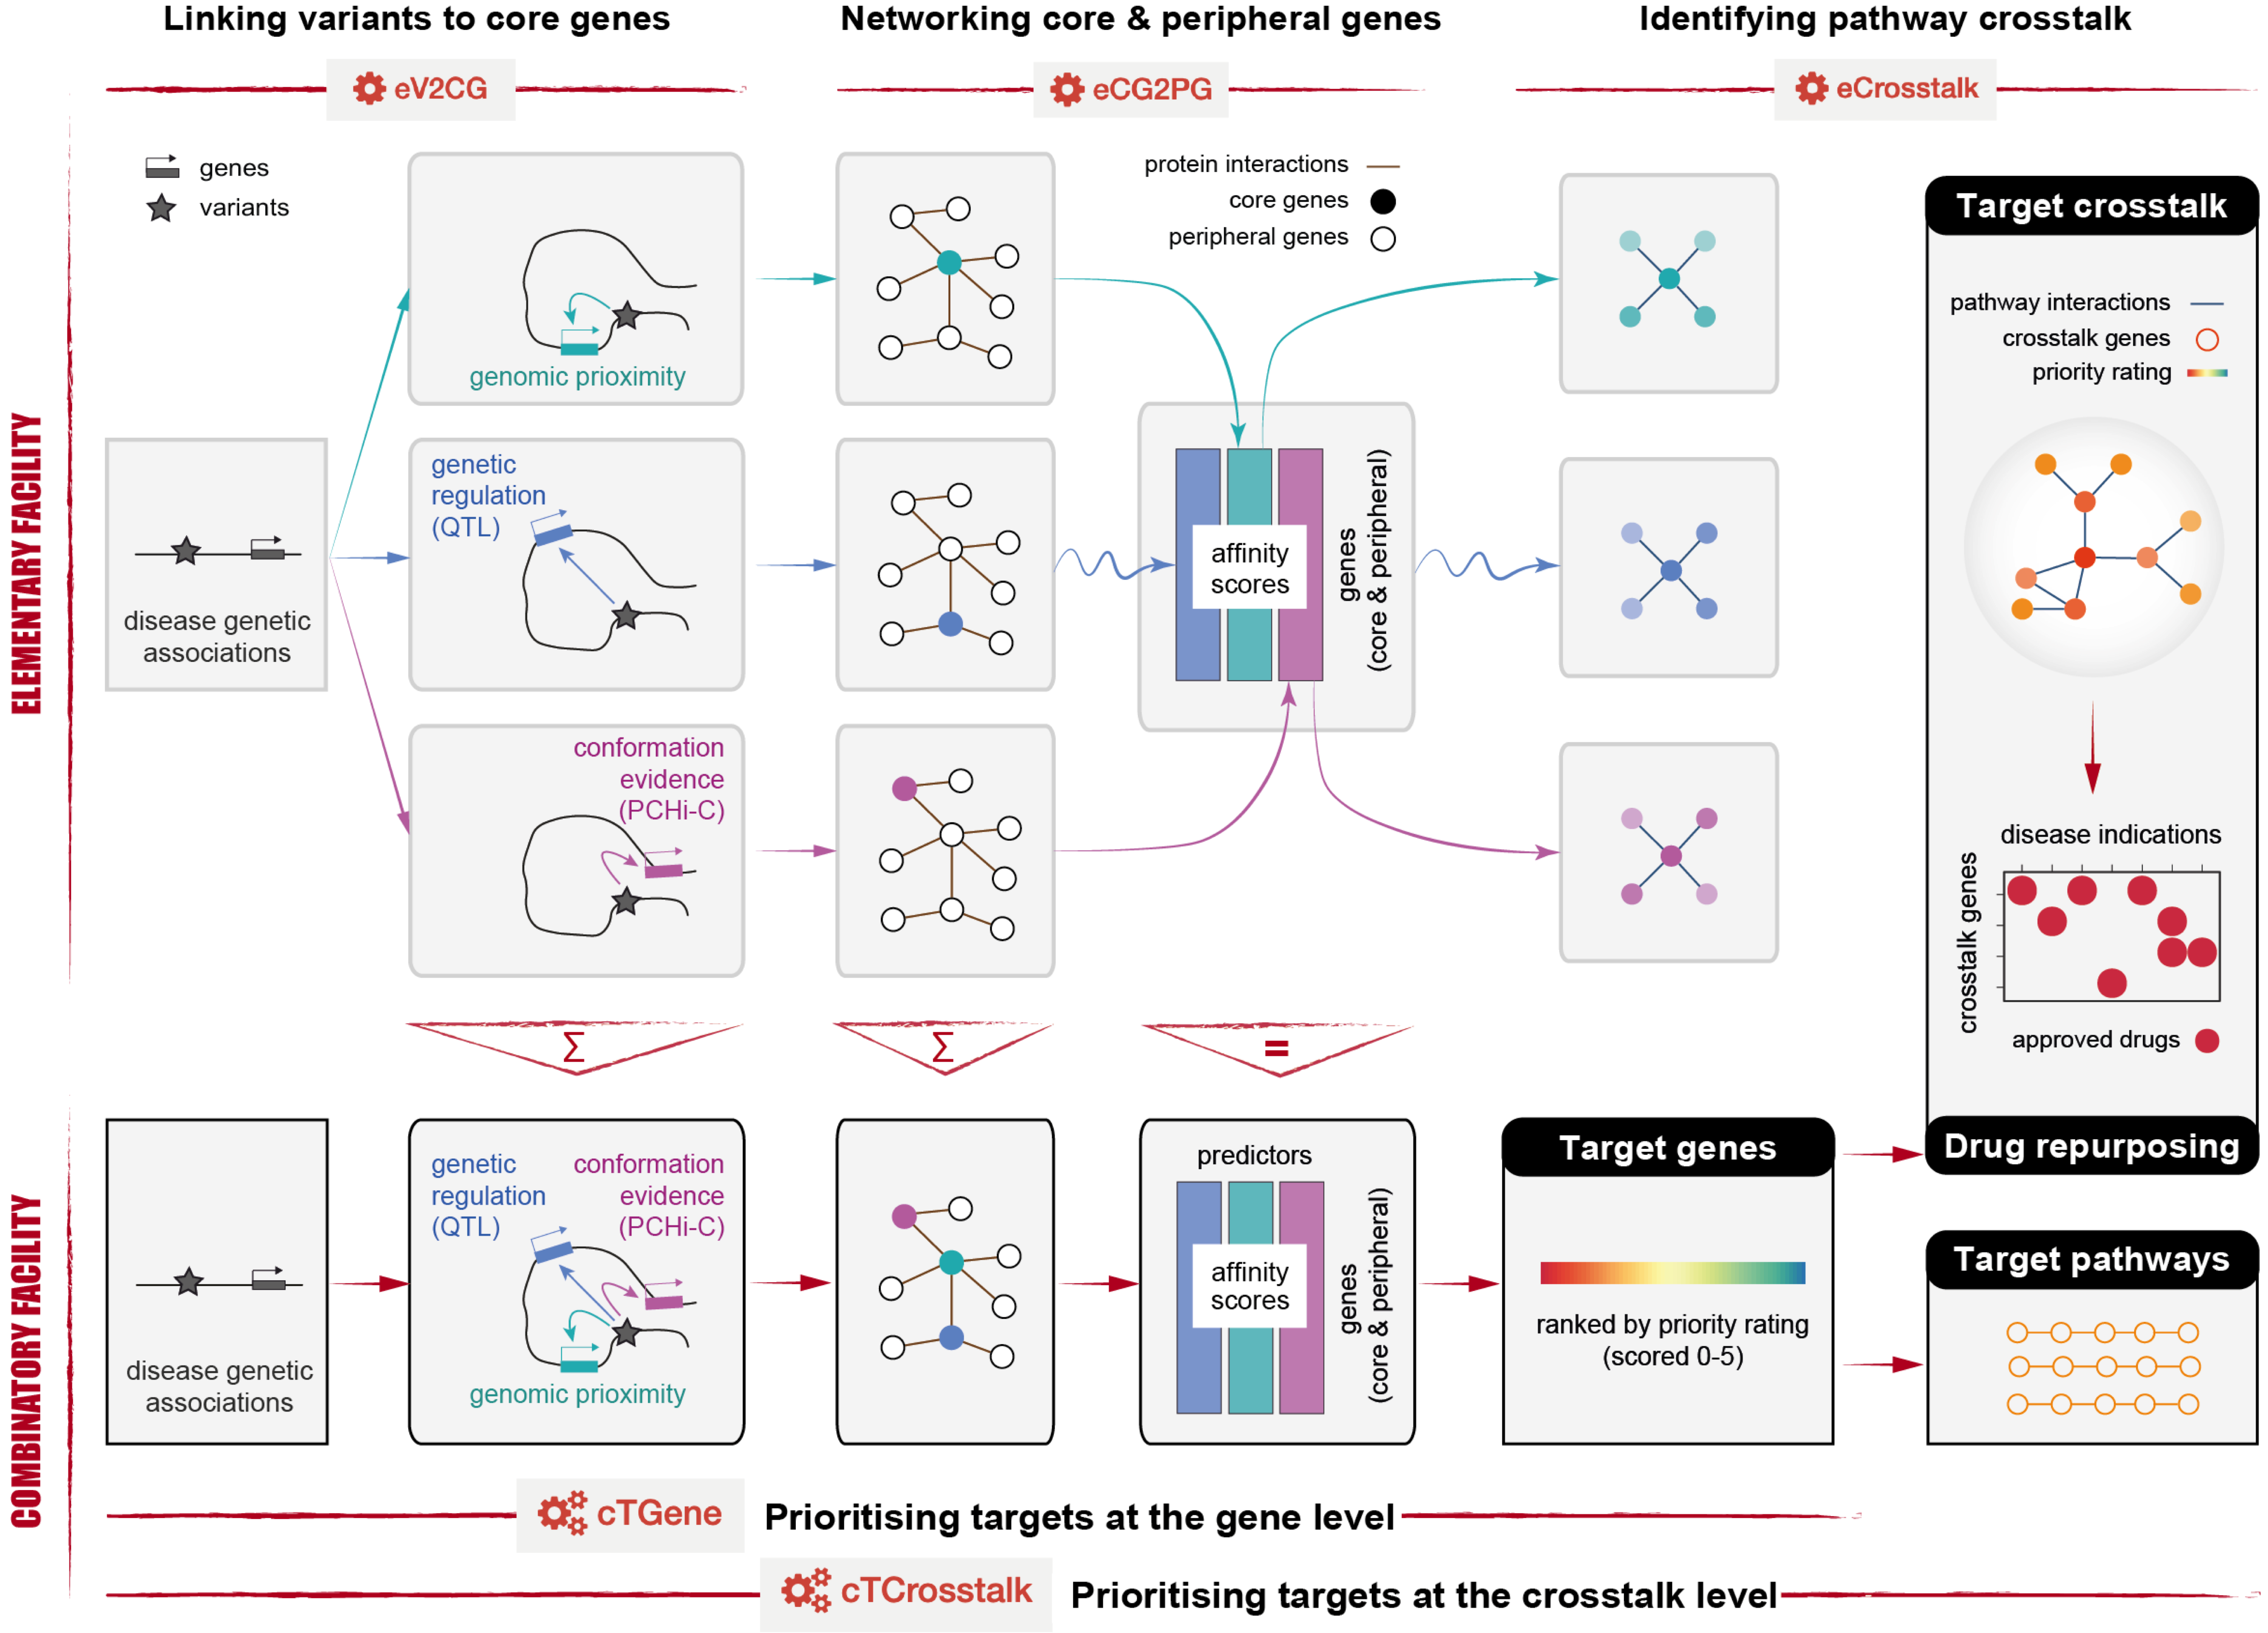 Linking variants to core genes
Networking core & peripheral genes
Identifying pathway crosstalk
eV2CG
eCG2PG
eCrosstalk
ELEMENTARY FACILITY
genes
variants
disease genetic
associations
genomic prioximity
genetic
regulation
(QTL)
conformation
evidence
(PCHi-C)
protein interactions
core genes
peripheral genes
affinity
scores
genes
(core & peripheral)
Target crosstalk
pathway interactions
crosstalk genes
priority rating
disease indications
crosstalk genes
approved drugs
Drug repurposing
Σ
Σ
=
COMBINATORY FACILITY
disease genetic
associations
genetic
regulation
(QTL)
conformation
evidence
(PCHi-C)
genomic prioximity
predictors
affinity
scores
genes
(core & peripheral)
Target genes
ranked by priority rating
(scored 0-5)
Target pathways
cTGene
Prioritising targets at the gene level
cTCrosstalk
Prioritising targets at the crosstalk level